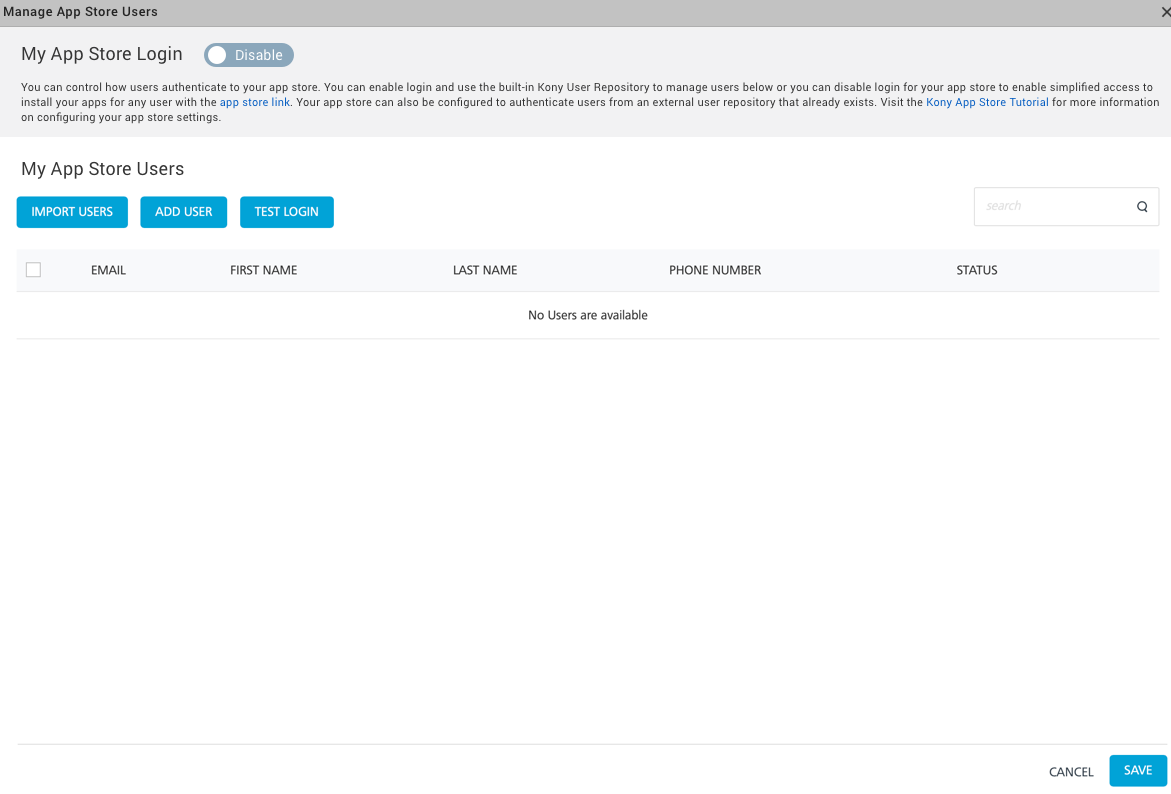 Manage App Store Users
My App Store Login Disable
You can control how users authenticate to your app store. You can enable login and use the built-in Kony User Repository to manage users below or you can disable login for your app store to enable simplified access to
install your apps for any user with the app store link. Your app store can also be configured to authenticate users from an external user repository that already exists. Visit the Kony App Store Tutorial for more information
on configuring your app store settings.
My App Store Users
IMPORT USERS ADD USER TEST LOGIN search
EMAIL FIRST NAME LAST NAME PHONE NUMBER STATUS
No Users are available
CANCEL SAVE